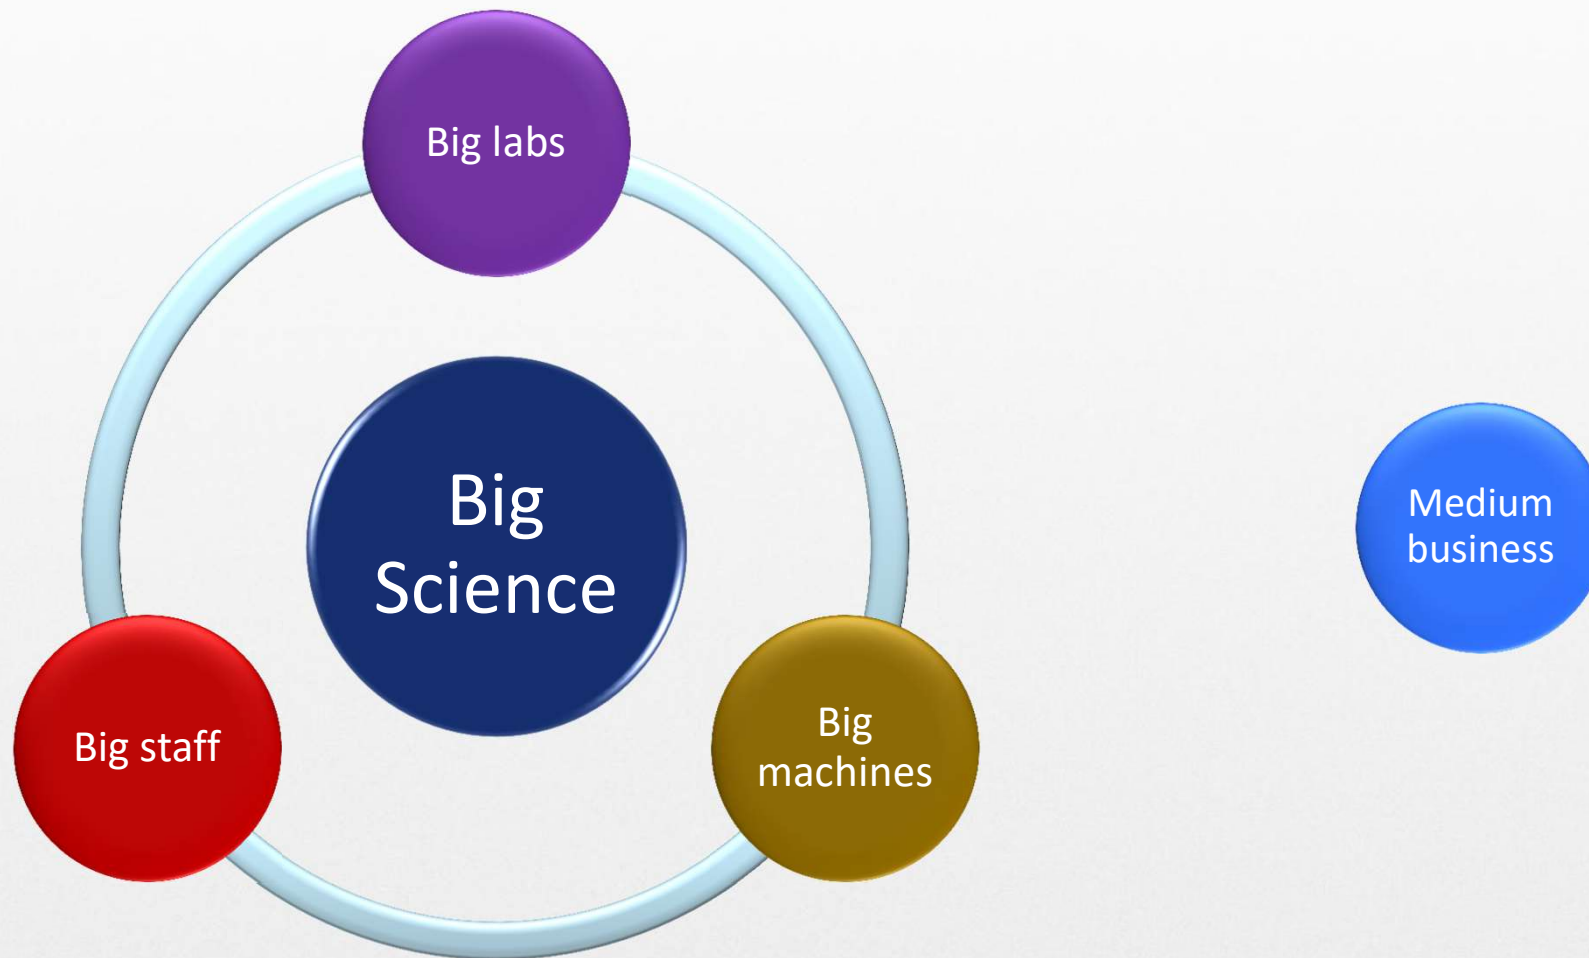 Big labs
Big
Science
Big staff
Big
machines
Medium
business